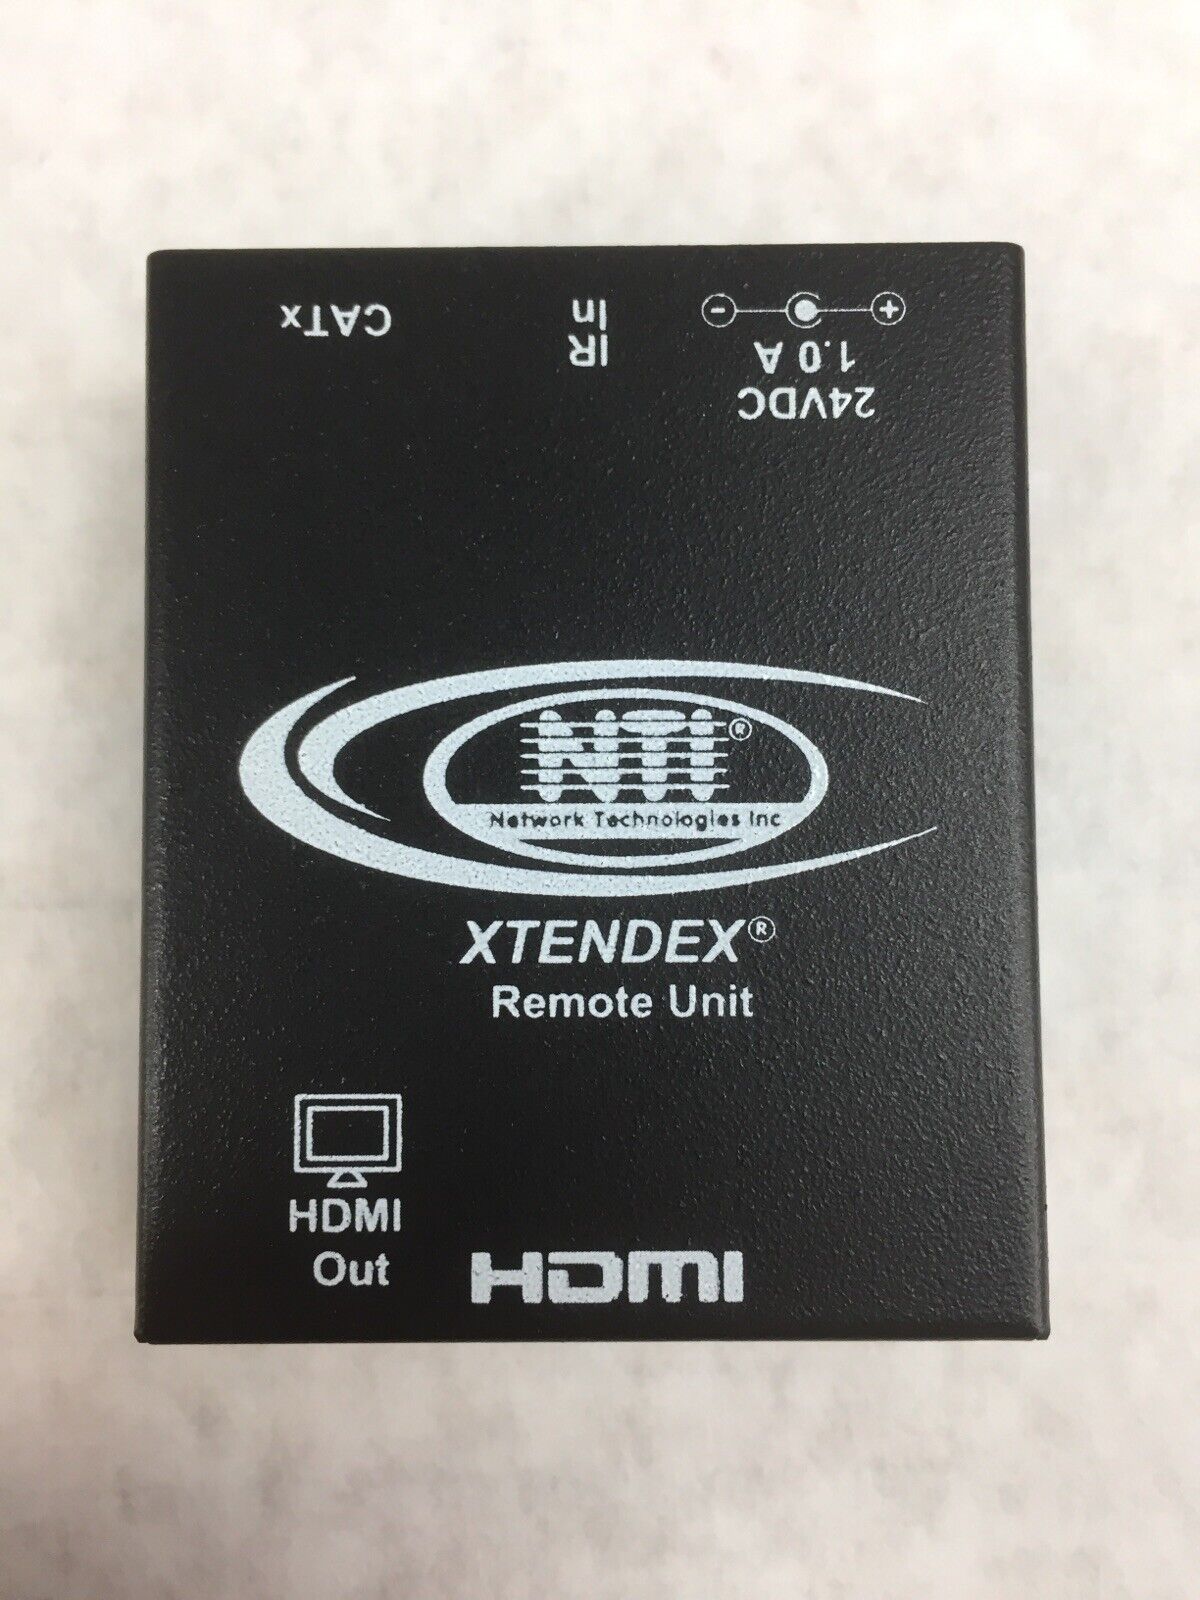 CATx
IR
In
24VDC
1.0 A
- +
NTI®
Network Technologies Inc
XTENDEX®
Remote Unit
HDMI
Out
HDMI